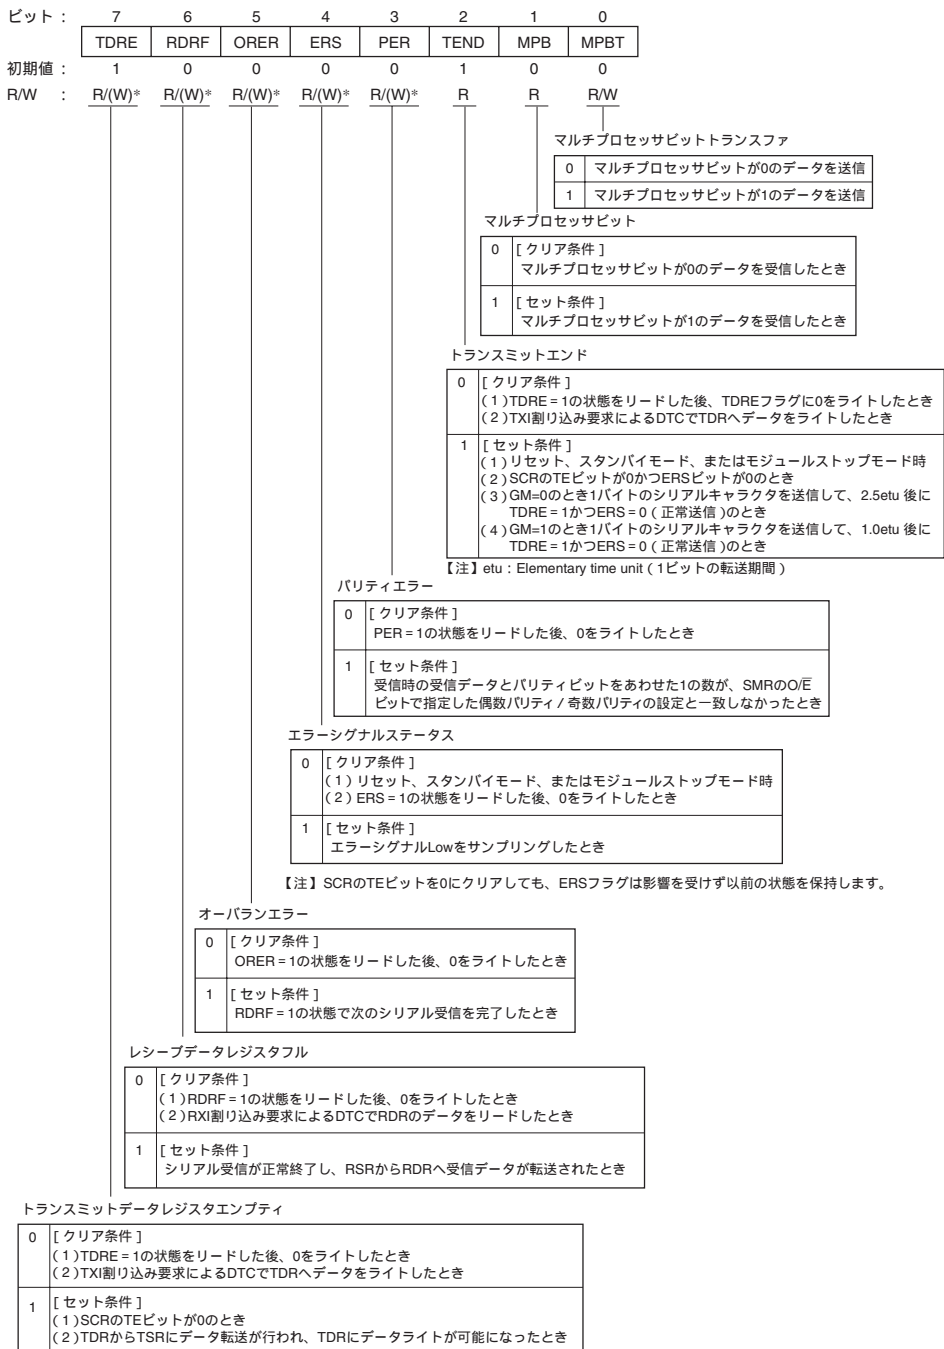 ビット : 7 6 5 4 3 2 1 0
TDRE RDRF ORER ERS PER TEND MPB MPBT
初期値 : 1 0 0 0 0 1 0 0
R/W : R/(W)* R/(W)* R/(W)* R/(W)* R/(W)* R R R/W
マルチプロセッサビットトランスファ
0 マルチプロセッサビットが0のデータを送信
1 マルチプロセッサビットが1のデータを送信
マルチプロセッサビット
0 [クリア条件]
マルチプロセッサビットが0のデータを受信したとき
1 [セット条件]
マルチプロセッサビットが1のデータを受信したとき
トランスミットエンド
0 [クリア条件]
(1)TDRE=1の状態をリードした後、TDREフラグに0をライトしたとき
(2)TXI割り込み要求によるDTCでTDRへデータをライトしたとき
1 [セット条件]
(1)リセット、スタンバイモード、またはモジュールストップモード時
(2)SCRのTEビットが0かつERSビットが0のとき
(3)GM=0のとき1バイトのシリアルキャラクタを送信して、2.5etu 後に
TDRE=1かつERS=0(正常送信)のとき
(4)GM=1のとき1バイトのシリアルキャラクタを送信して、1.0etu 後に
TDRE=1かつERS=0(正常送信)のとき
【注】etu : Elementary time unit(1ビットの転送期間)
パリティエラー
0 [クリア条件]
PER=1の状態をリードした後、0をライトしたとき
1 [セット条件]
受信時の受信データとパリティビットをあわせた1の数が、SMRのO/E̅
ビットで指定した偶数パリティ/奇数パリティの設定と一致しなかったとき
エラーシグナルステータス
0 [クリア条件]
(1)リセット、スタンバイモード、またはモジュールストップモード時
(2)ERS=1の状態をリードした後、0をライトしたとき
1 [セット条件]
エラーシグナルLowをサンプリングしたとき
【注】SCRのTEビットを0にクリアしても、ERSフラグは影響を受けず以前の状態を保持します。
オーバランエラー
0 [クリア条件]
ORER=1の状態をリードした後、0をライトしたとき
1 [セット条件]
RDRF=1の状態で次のシリアル受信を完了したとき
レシーブデータレジスタフル
0 [クリア条件]
(1)RDRF=1の状態をリードした後、0をライトしたとき
(2)RXI割り込み要求によるDTCでRDRのデータをリードしたとき
1 [セット条件]
シリアル受信が正常終了し、RSRからRDRへ受信データが転送されたとき
トランスミットデータレジスタエンプティ
0 [クリア条件]
(1)TDRE=1の状態をリードした後、0をライトしたとき
(2)TXI割り込み要求によるDTCでTDRへデータをライトしたとき
1 [セット条件]
(1)SCRのTEビットが0のとき
(2)TDRからTSRにデータ転送が行われ、TDRにデータライトが可能になったとき